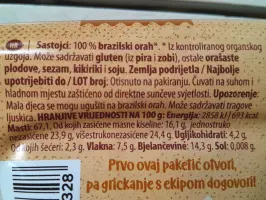 HR Sastojci: 100 % brazilski orah*. * Iz kontroliranog organskog
uzgoja. Može sadržavati gluten (iz pira i zobi), ostale orašaste
plodove, sezam, kikiriki i soju. Zemlja podrijetla / Najbolje
upotrijebiti do / LOT broj: Otisnuto na pakiranju. Čuvati na suhom i
hladnom mjestu zaštićeno od direktne sunčeve svjetlosti. Upozorenje:
Mala djeca se mogu ugušiti na brazilski orah. Može sadržavati tragove
ljuskica. HRANJIVE VRIJEDNOSTI NA 100 g: Energija: 2858 kJ/693 kcal
Masti: 67,1 Od kojih zasićene masne kiseline: 16,1 g, jednostruko
nezasićene 23,9 g, višestrukonezasićene 24,4 g, Ugljikohidrati: 4,2 g,
Od kojih šećeri: 2,3 g, Vlakna: 7,5 g, Bjelančevine: 14,3 g, Sol: 0,008 g.
Prvo ovaj paketić otvori,
pa grickanje s ekipom dogovori!
328